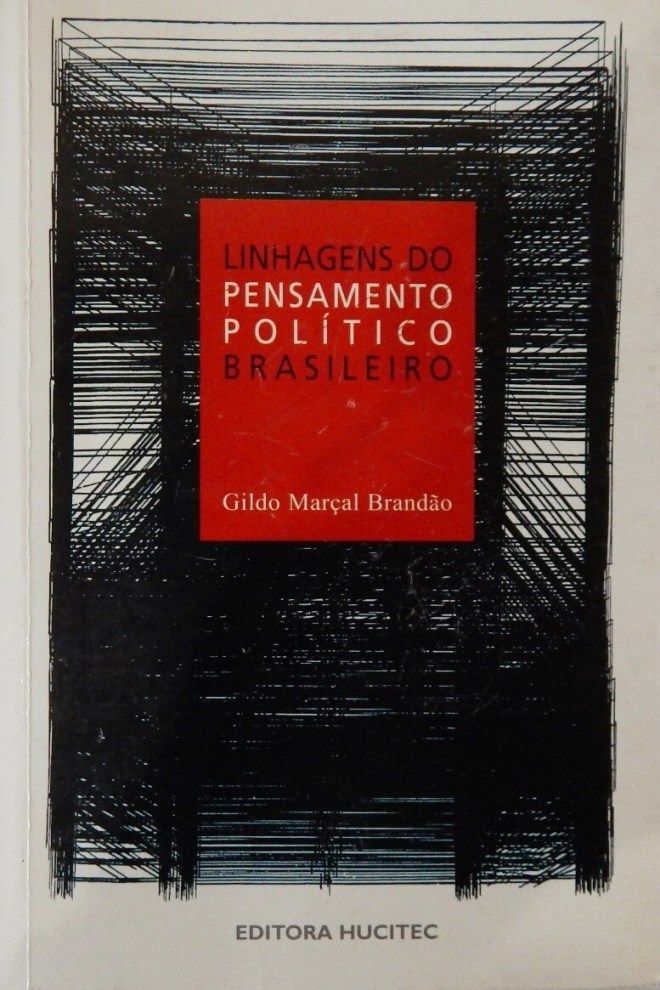 LINHAGENS DO
PENSAMENTO
POLÍTICO
BRASILEIRO
Gildo Marçal Brandão
EDITORA HUCITEC